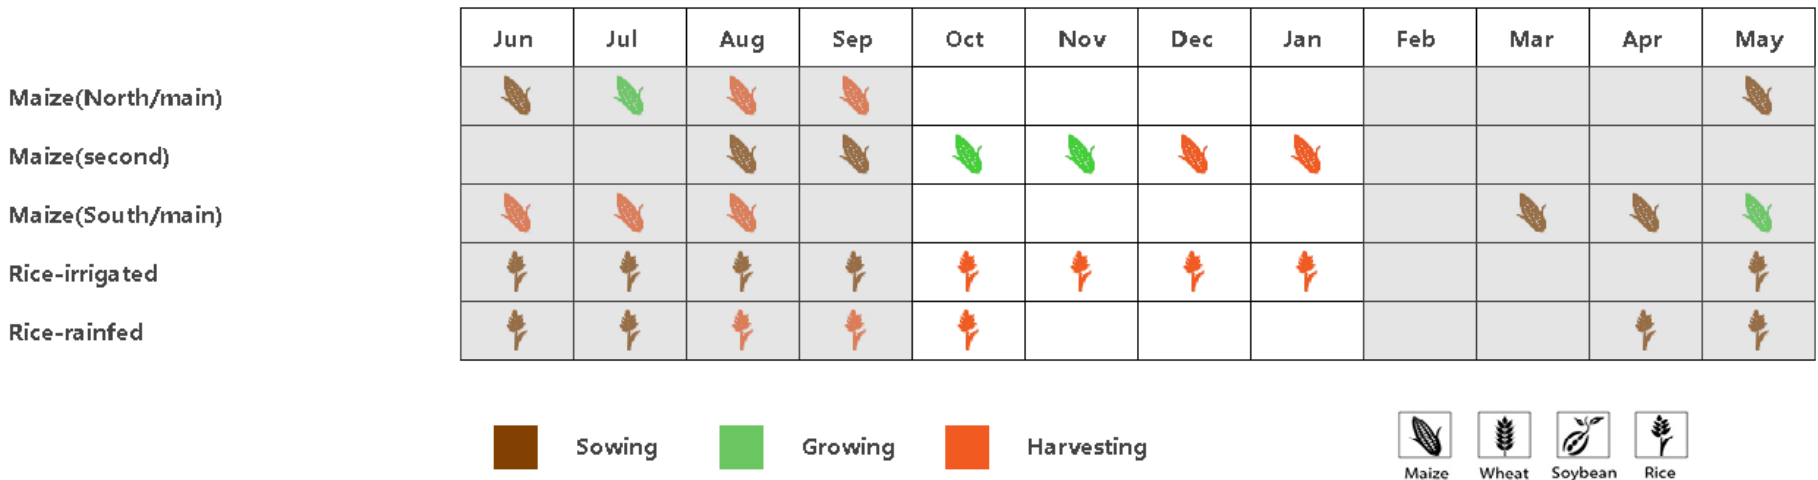 Jun Jul Aug Sep Oct Nov Dec Jan Feb Mar Apr May
Maize(North/main)
Maize(second)
Maize(South/main)
Rice-irrigated
Rice-rainfed
Sowing Growing Harvesting
Maize Wheat Soybean Rice